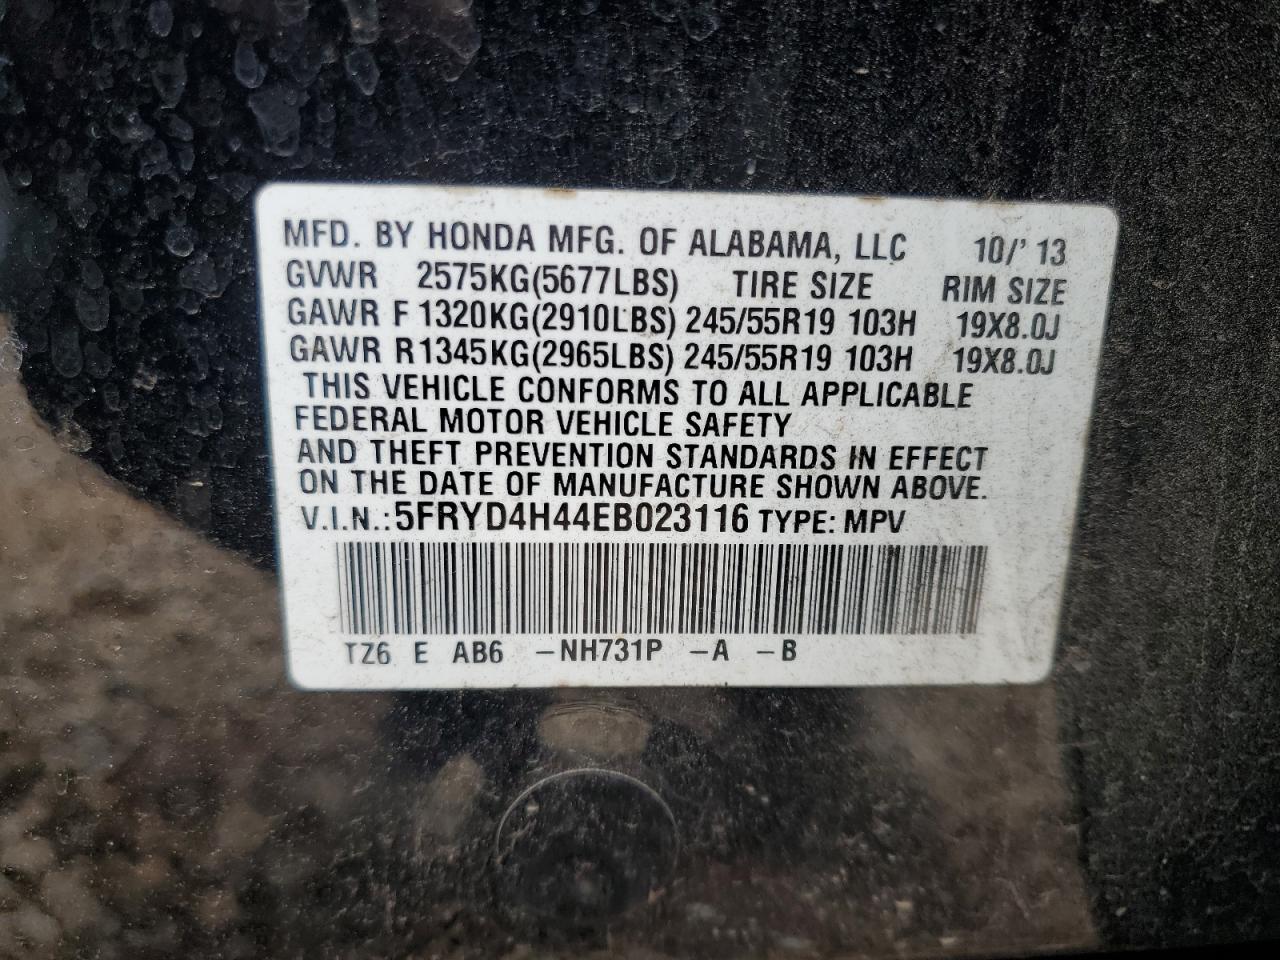 MFD. BY HONDA MFG. OF ALABAMA, LLC 10/'13
GVWR 2575KG(5677LBS) TIRE SIZE RIM SIZE
GAWR F 1320KG(2910LBS) 245/55R19 103H 19X8.0J
GAWR R 1345KG(2965LBS) 245/55R19 103H 19X8.0J
THIS VEHICLE CONFORMS TO ALL APPLICABLE
FEDERAL MOTOR VEHICLE SAFETY
AND THEFT PREVENTION STANDARDS IN EFFECT
ON THE DATE OF MANUFACTURE SHOWN ABOVE.
V.I.N.: 5FRYD4H44EB023116 TYPE: MPV
TZ6 E AB6 -NH731P -A -B